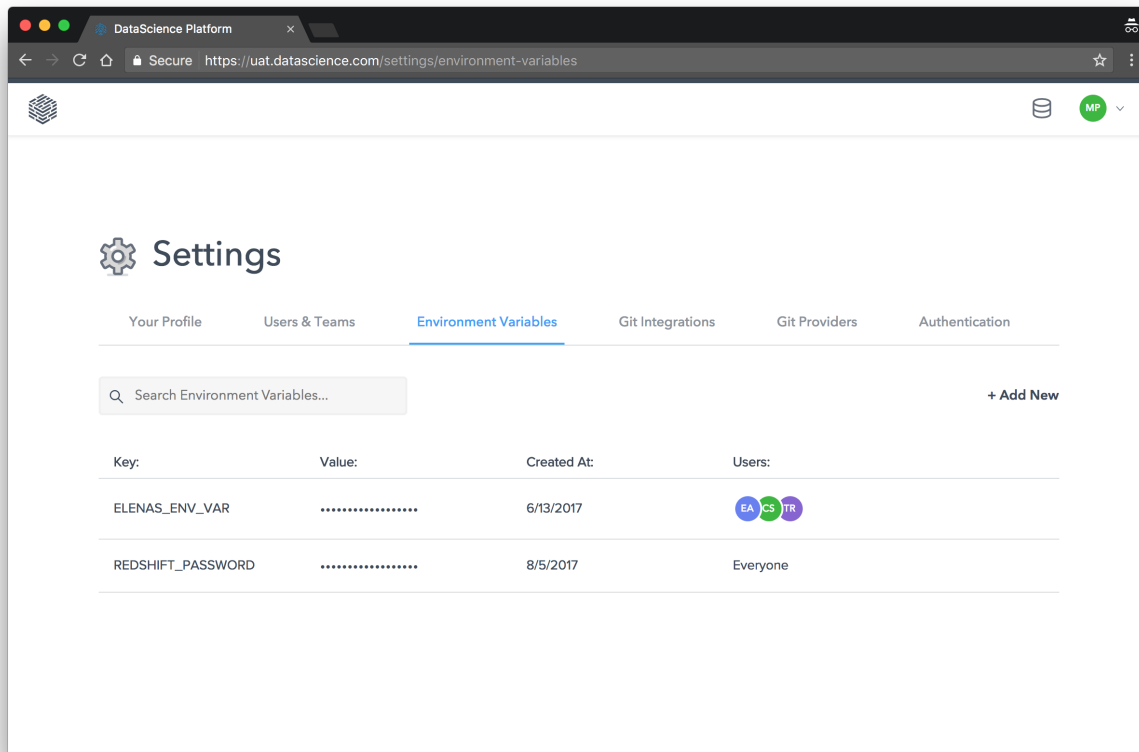 DataScience Platform
Secure https://uat.datascience.com/settings/environment-variables
MP
Settings
Your Profile Users & Teams Environment Variables Git Integrations Git Providers Authentication
Search Environment Variables... + Add New
Key: Value: Created At: Users:
ELENAS_ENV_VAR •••••••••••••••••• 6/13/2017 EA CS TR
REDSHIFT_PASSWORD •••••••••••••••••• 8/5/2017 Everyone